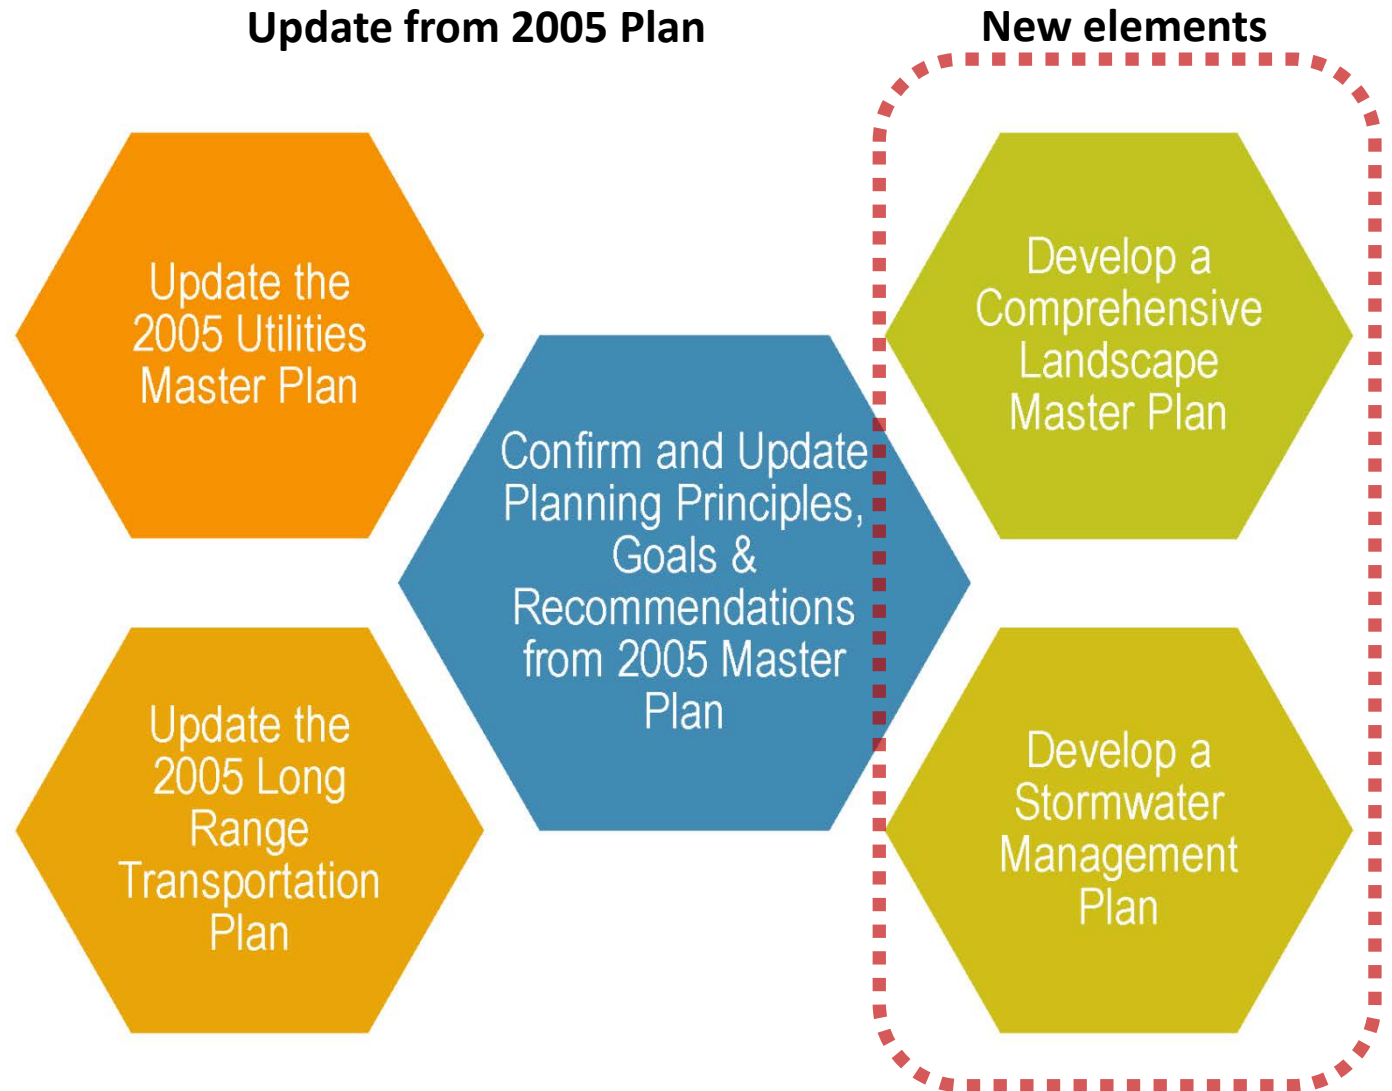 Update from 2005 Plan
New elements
Update the
2005 Utilities
Master Plan
Update the
2005 Long
Range
Transportation
Plan
Confirm and Update
Planning Principles,
Goals &
Recommendations
from 2005 Master
Plan
Develop a
Comprehensive
Landscape
Master Plan
Develop a
Stormwater
Management
Plan